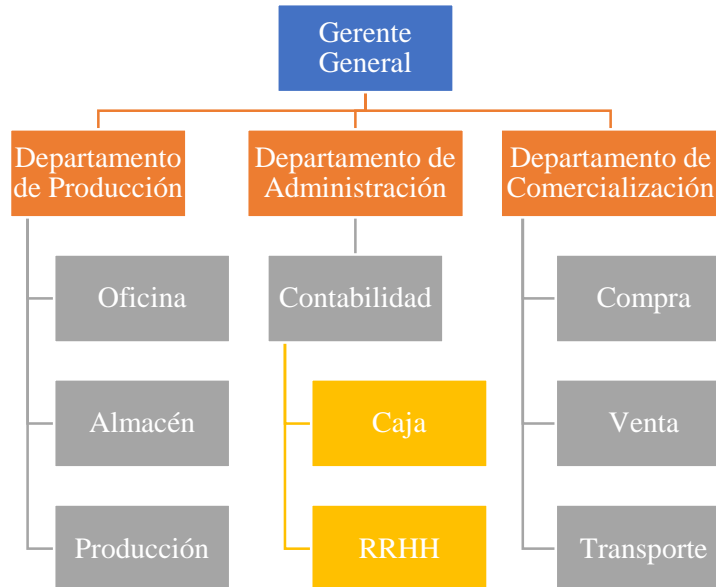 Gerente
General
Departamento
de Producción
Departamento de
Administración
Departamento de
Comercialización
Oficina
Contabilidad
Compra
Almacén
Caja
Venta
Producción
RRHH
Transporte